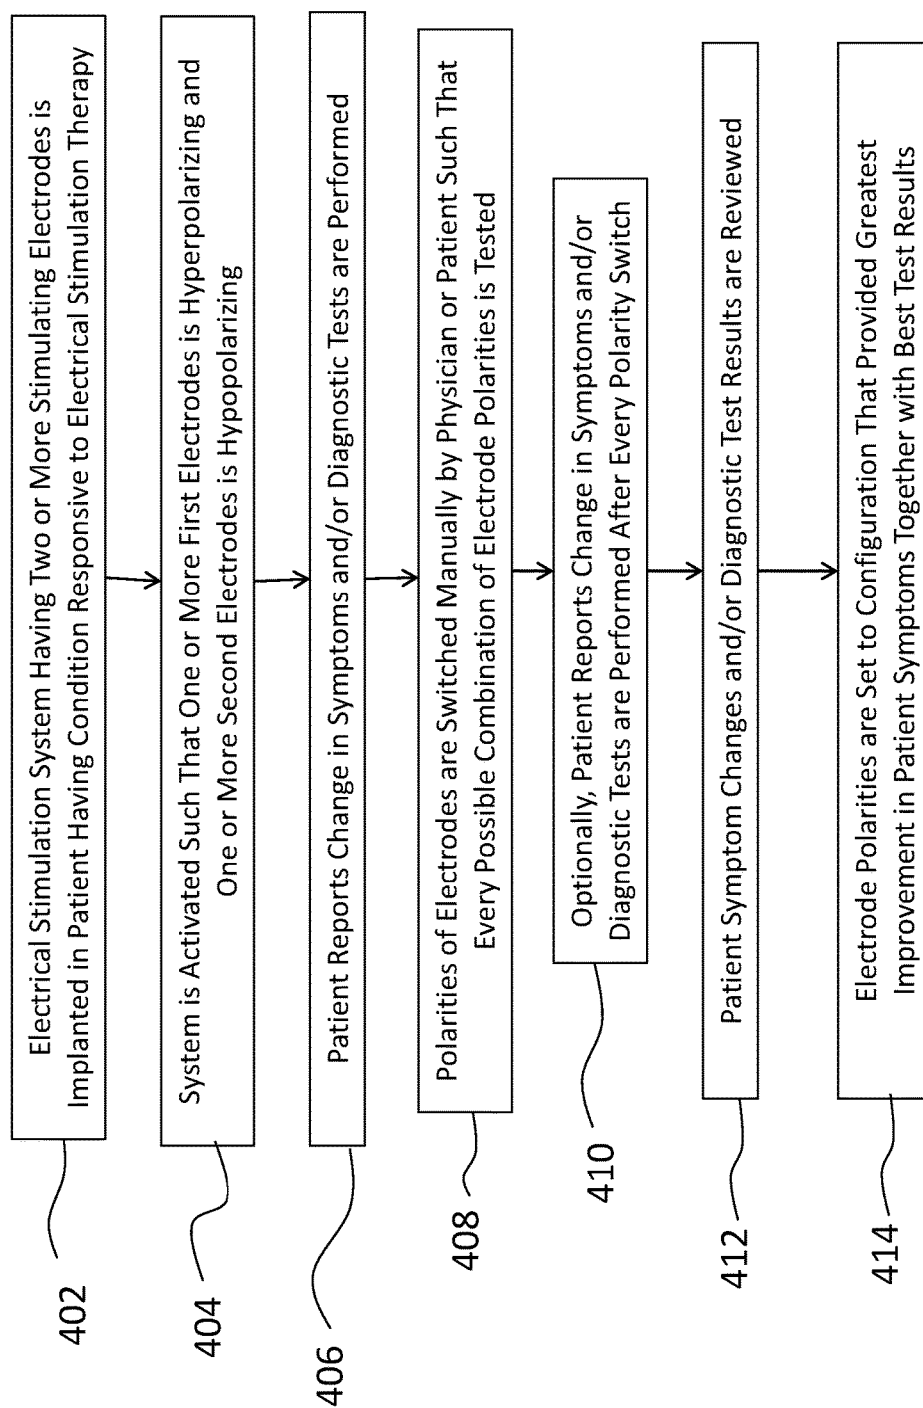 Electrical Stimulation System Having Two or More Stimulating Electrodes is
Implanted in Patient Having Condition Responsive to Electrical Stimulation Therapy
402
System is Activated Such That One or More First Electrodes is Hyperpolarizing and
One or More Second Electrodes is Hypopolarizing
404
Patient Reports Change in Symptoms and/or Diagnostic Tests are Performed
406
Polarities of Electrodes are Switched Manually by Physician or Patient Such That
Every Possible Combination of Electrode Polarities is Tested
408
Optionally, Patient Reports Change in Symptoms and/or
Diagnostic Tests are Performed After Every Polarity Switch
410
Patient Symptom Changes and/or Diagnostic Test Results are Reviewed
412
Electrode Polarities are Set to Configuration That Provided Greatest
Improvement in Patient Symptoms Together with Best Test Results
414